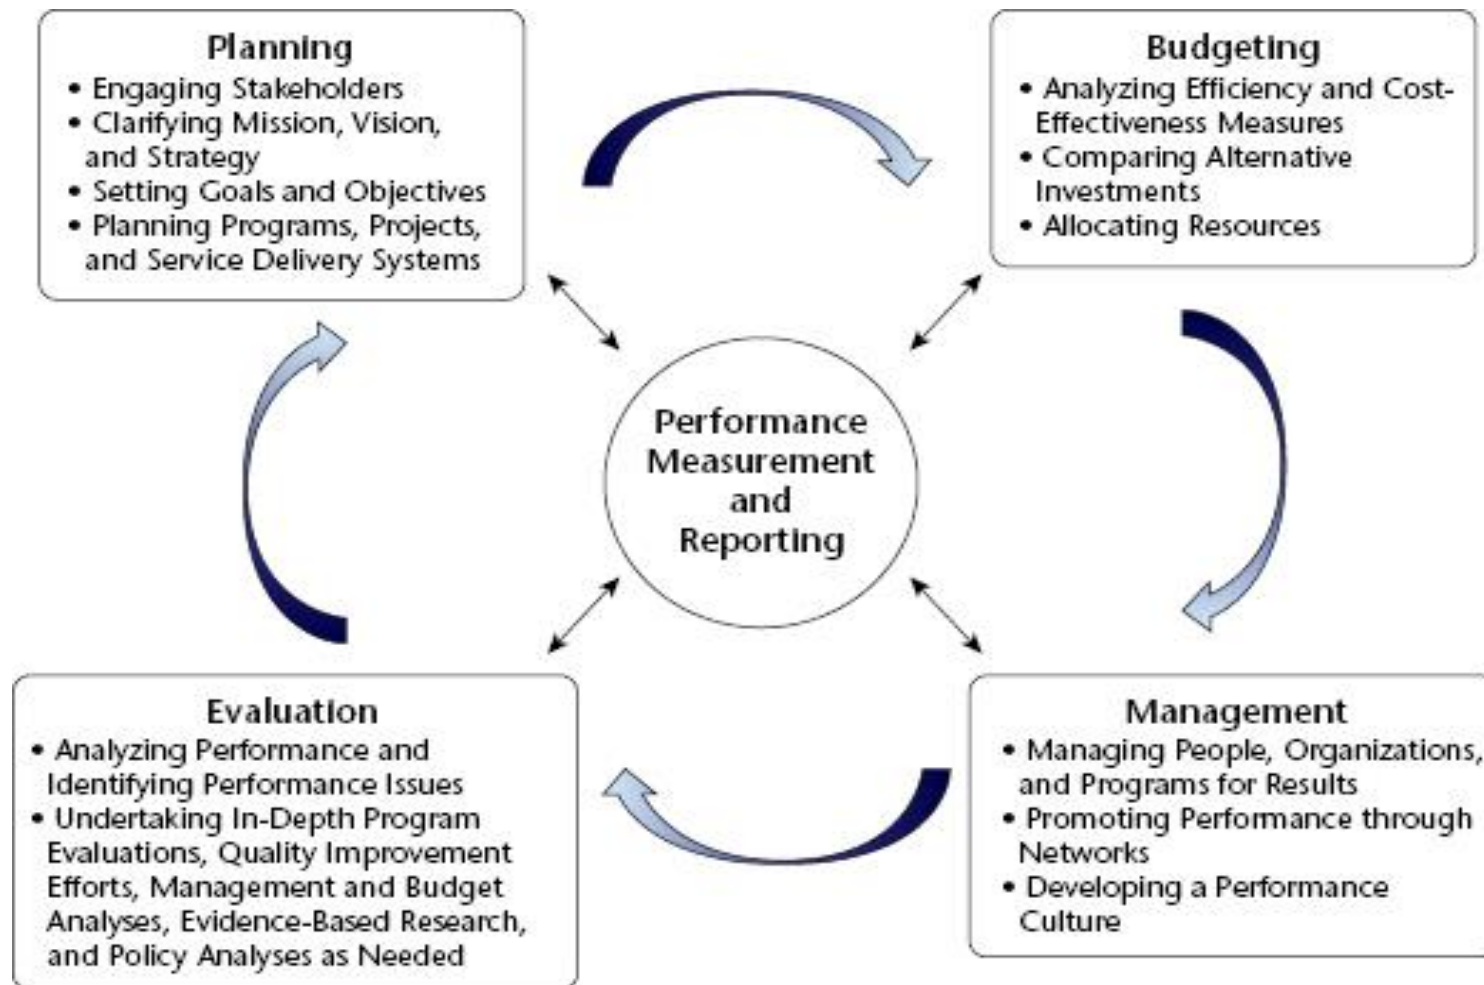 Planning
• Engaging Stakeholders
• Clarifying Mission, Vision,
and Strategy
• Setting Goals and Objectives
• Planning Programs, Projects,
and Service Delivery Systems
Budgeting
• Analyzing Efficiency and Cost-
Effectiveness Measures
• Comparing Alternative
Investments
• Allocating Resources
Performance
Measurement
and
Reporting
Evaluation
• Analyzing Performance and
Identifying Performance Issues
• Undertaking In-Depth Program
Evaluations, Quality Improvement
Efforts, Management and Budget
Analyses, Evidence-Based Research,
and Policy Analyses as Needed
Management
• Managing People, Organizations,
and Programs for Results
• Promoting Performance through
Networks
• Developing a Performance
Culture